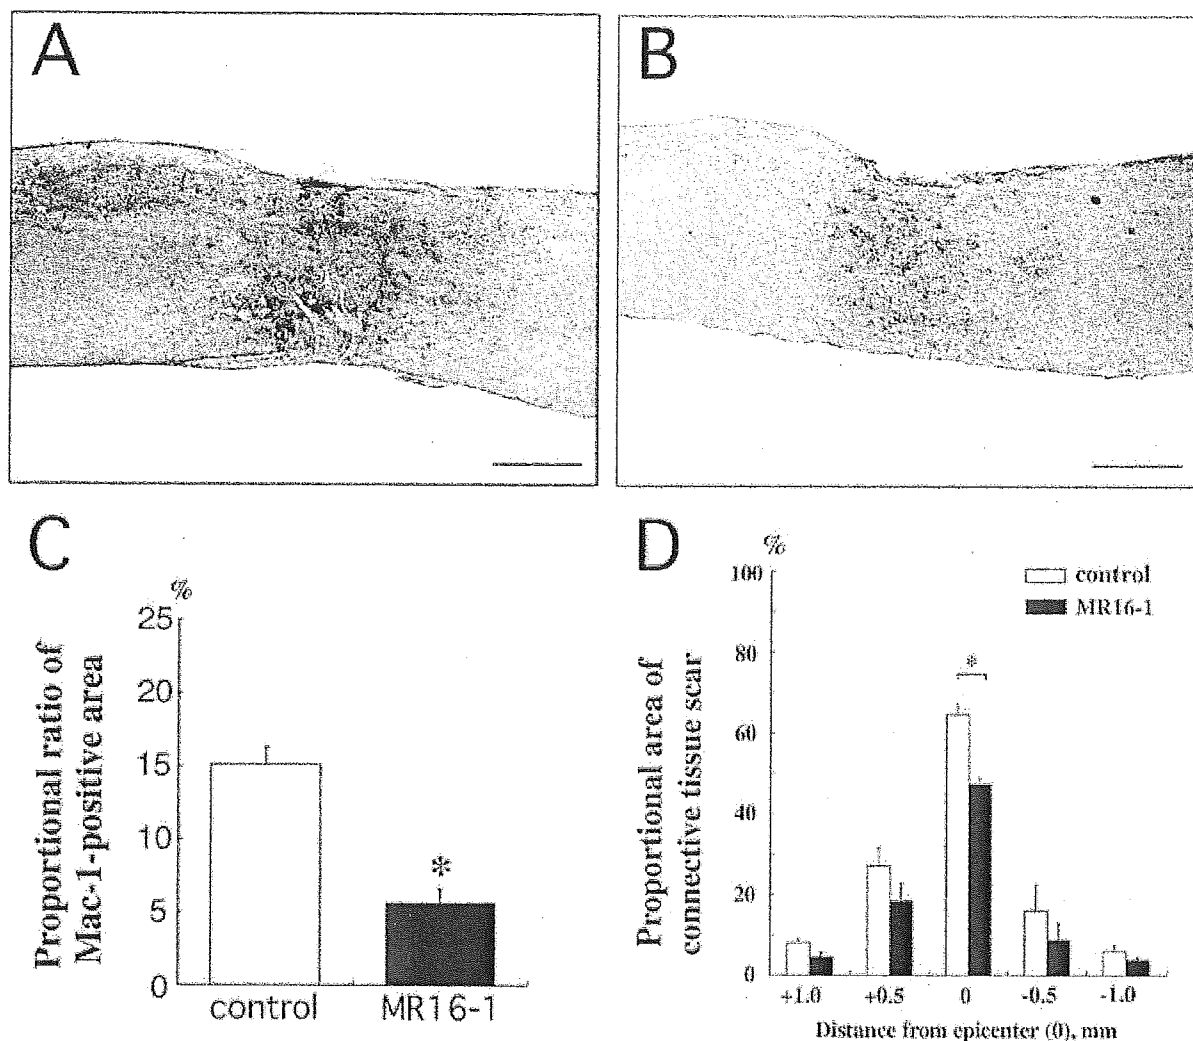 A
B
C
%
25
20
15
10
5
0
Proportional ratio of
Mac-1-positive area
*
control
MR16-1
D
%
100
80
60
40
20
0
Proportional area of
connective tissue scar
control
MR16-1
*
+1.0
+0.5
0
-0.5
-1.0
Distance from epicenter (0), mm